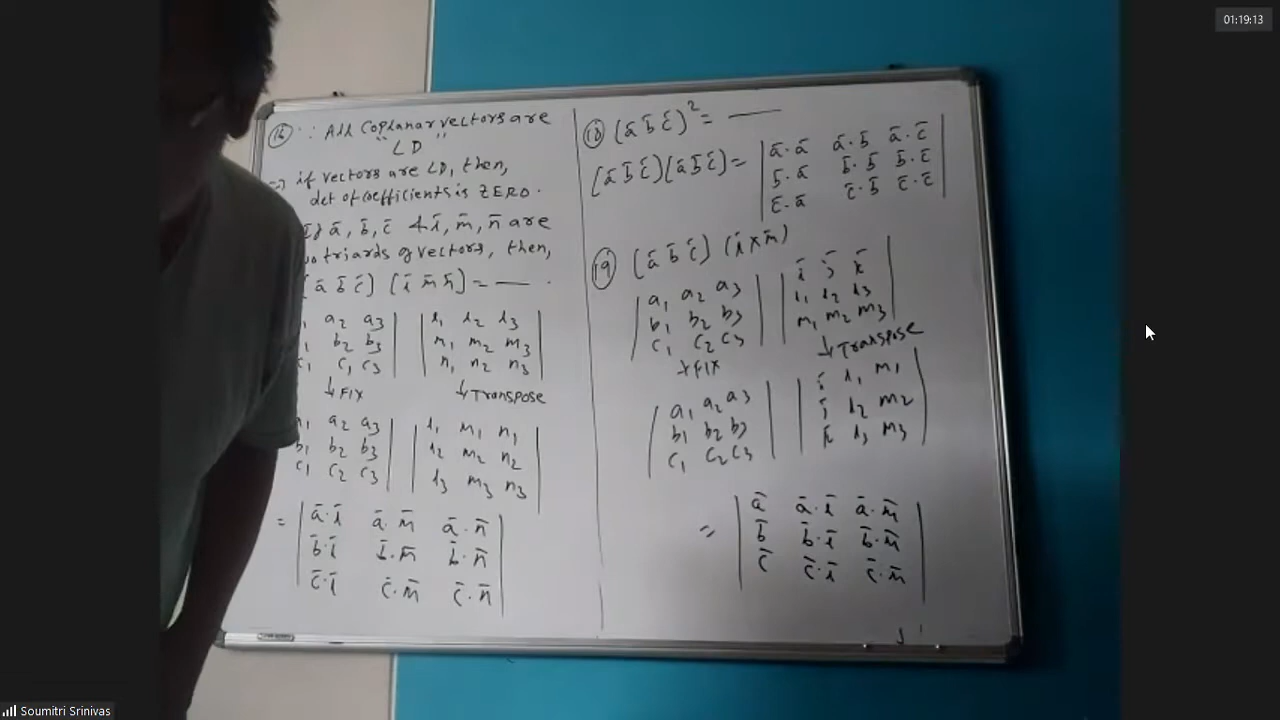 01:19:13
16 ∴ All Coplanar vectors are
"LD"
=> if vectors are LD, then,
det of coefficients is ZERO.
If ā, b̄, c̄ & l̄, m̄, n̄ are
triards of vectors, then,
[ā b̄ c̄] [l̄ m̄ n̄] = —— .
a2 a3 | | l1 l2 l3 |
b2 b3 | | m1 m2 m3 |
c1 c3 | | n1 n2 n3 |
↓ FIX ↓ Transpose
a1 a2 a3 | | l1 m1 n1 |
b1 b2 b3 | | l2 m2 n2 |
c1 c2 c3 | | l3 m3 n3 |
= | ā·l̄ ā·m̄ ā·n̄ |
| b̄·l̄ b̄·m̄ b̄·n̄ |
| c̄·l̄ c̄·m̄ c̄·n̄ |
18 [ā b̄ c̄]² = ——
[ā b̄ c̄][ā b̄ c̄] = | ā·ā ā·b̄ ā·c̄ |
| b̄·ā b̄·b̄ b̄·c̄ |
| c̄·ā c̄·b̄ c̄·c̄ |
19 [ā b̄ c̄] (l̄ × m̄)
| a1 a2 a3 | | ī j̄ k̄ |
| b1 b2 b3 | | l1 l2 l3 |
| c1 c2 c3 | | m1 m2 m3 |
↓ FIX ↓ Transpose
| a1 a2 a3 | | ī l1 m1 |
| b1 b2 b3 | | j̄ l2 m2 |
| c1 c2 c3 | | k̄ l3 m3 |
= | ā ā·l̄ ā·m̄ |
| b̄ b̄·l̄ b̄·m̄ |
| c̄ c̄·l̄ c̄·m̄ |
Soumitri Srinivas